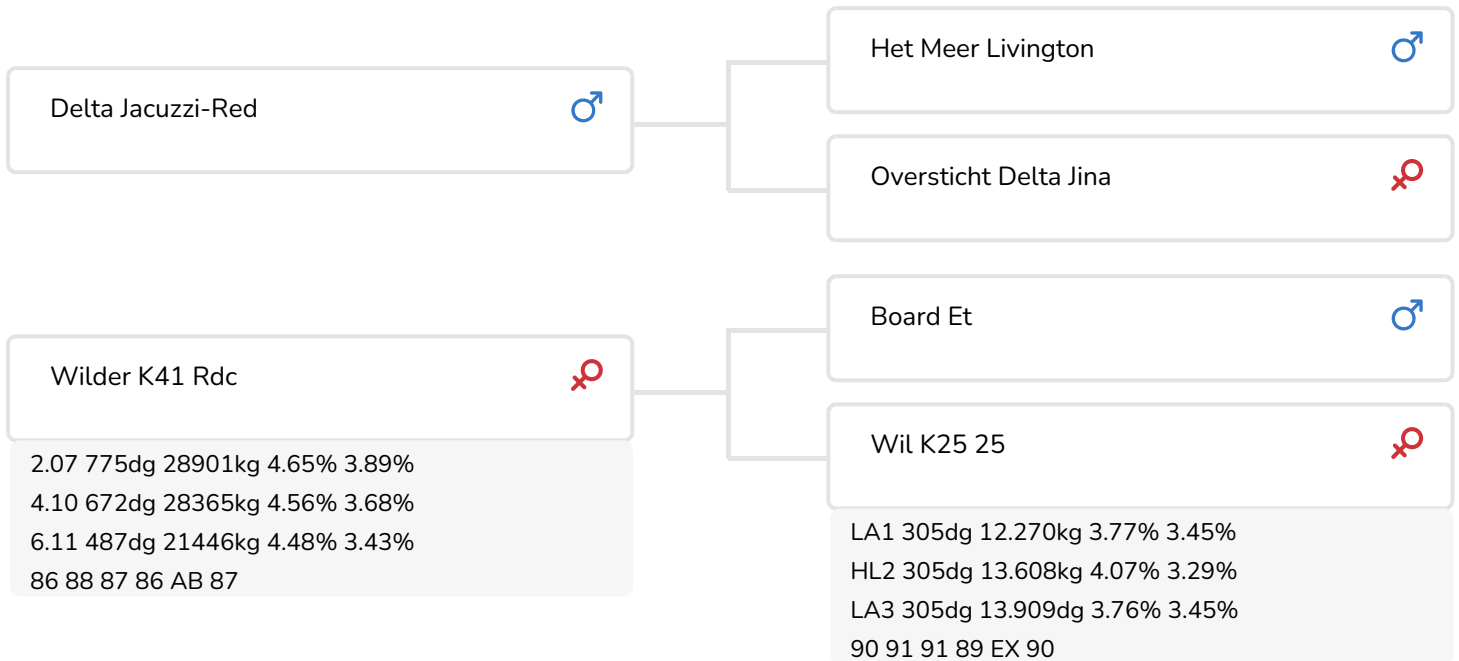 Het Meer Livington
Delta Jacuzzi-Red
Oversticht Delta Jina
Board Et
Wilder K41 Rdc
2.07 775dg 28901kg 4.65% 3.89%
4.10 672dg 28365kg 4.56% 3.68%
6.11 487dg 21446kg 4.48% 3.43%
86 88 87 86 AB 87
Wil K25 25
LA1 305dg 12.270kg 3.77% 3.45%
HL2 305dg 13.608kg 4.07% 3.29%
LA3 305dg 13.909dg 3.76% 3.45%
90 91 91 89 EX 90